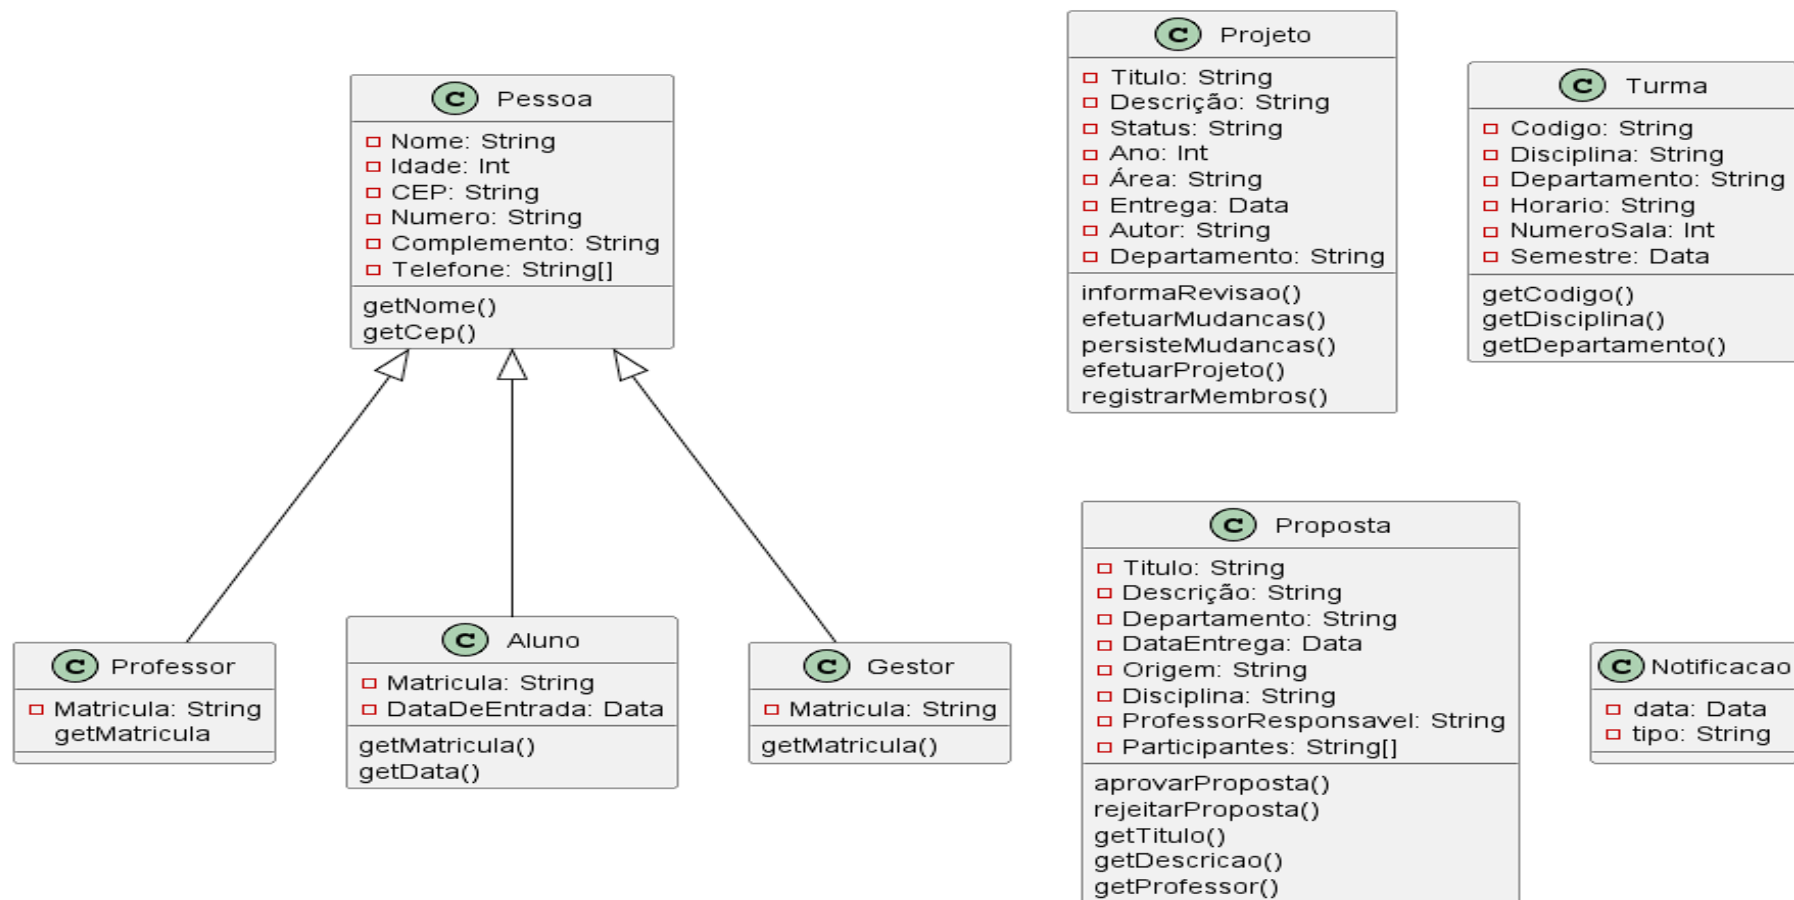 C Pessoa
Nome: String
Idade: Int
CEP: String
Numero: String
Complemento: String
Telefone: String[]
getNome()
getCep()
C Projeto
Titulo: String
Descrição: String
Status: String
Ano: Int
Área: String
Entrega: Data
Autor: String
Departamento: String
informaRevisao()
efetuarMudancas()
persisteMudancas()
efetuarProjeto()
registrarMembros()
C Turma
Codigo: String
Disciplina: String
Departamento: String
Horario: String
NumeroSala: Int
Semestre: Data
getCodigo()
getDisciplina()
getDepartamento()
C Professor
Matricula: String
getMatricula
C Aluno
Matricula: String
DataDeEntrada: Data
getMatricula()
getData()
C Gestor
Matricula: String
getMatricula()
C Proposta
Titulo: String
Descrição: String
Departamento: String
DataEntrega: Data
Origem: String
Disciplina: String
ProfessorResponsavel: String
Participantes: String[]
aprovarProposta()
rejeitarProposta()
getTitulo()
getDescricao()
getProfessor()
C Notificacao
data: Data
tipo: String